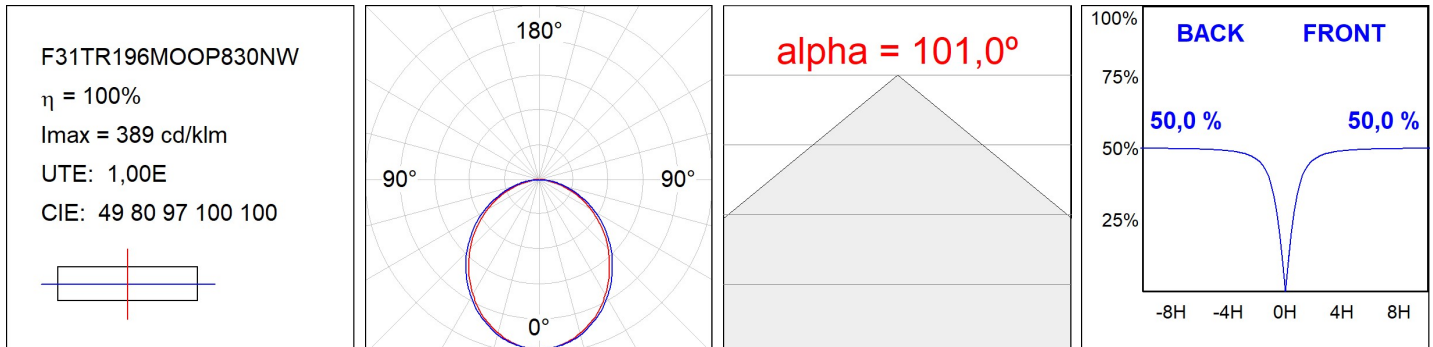 F31TR196MOOP830NW
η = 100%
Imax = 389 cd/klm
UTE: 1,00E
CIE: 49 80 97 100 100
180°
90° 90°
0°
alpha = 101,0º
100%
BACK FRONT
75%
50,0 % 50,0 %
50%
25%
-8H -4H 0H 4H 8H